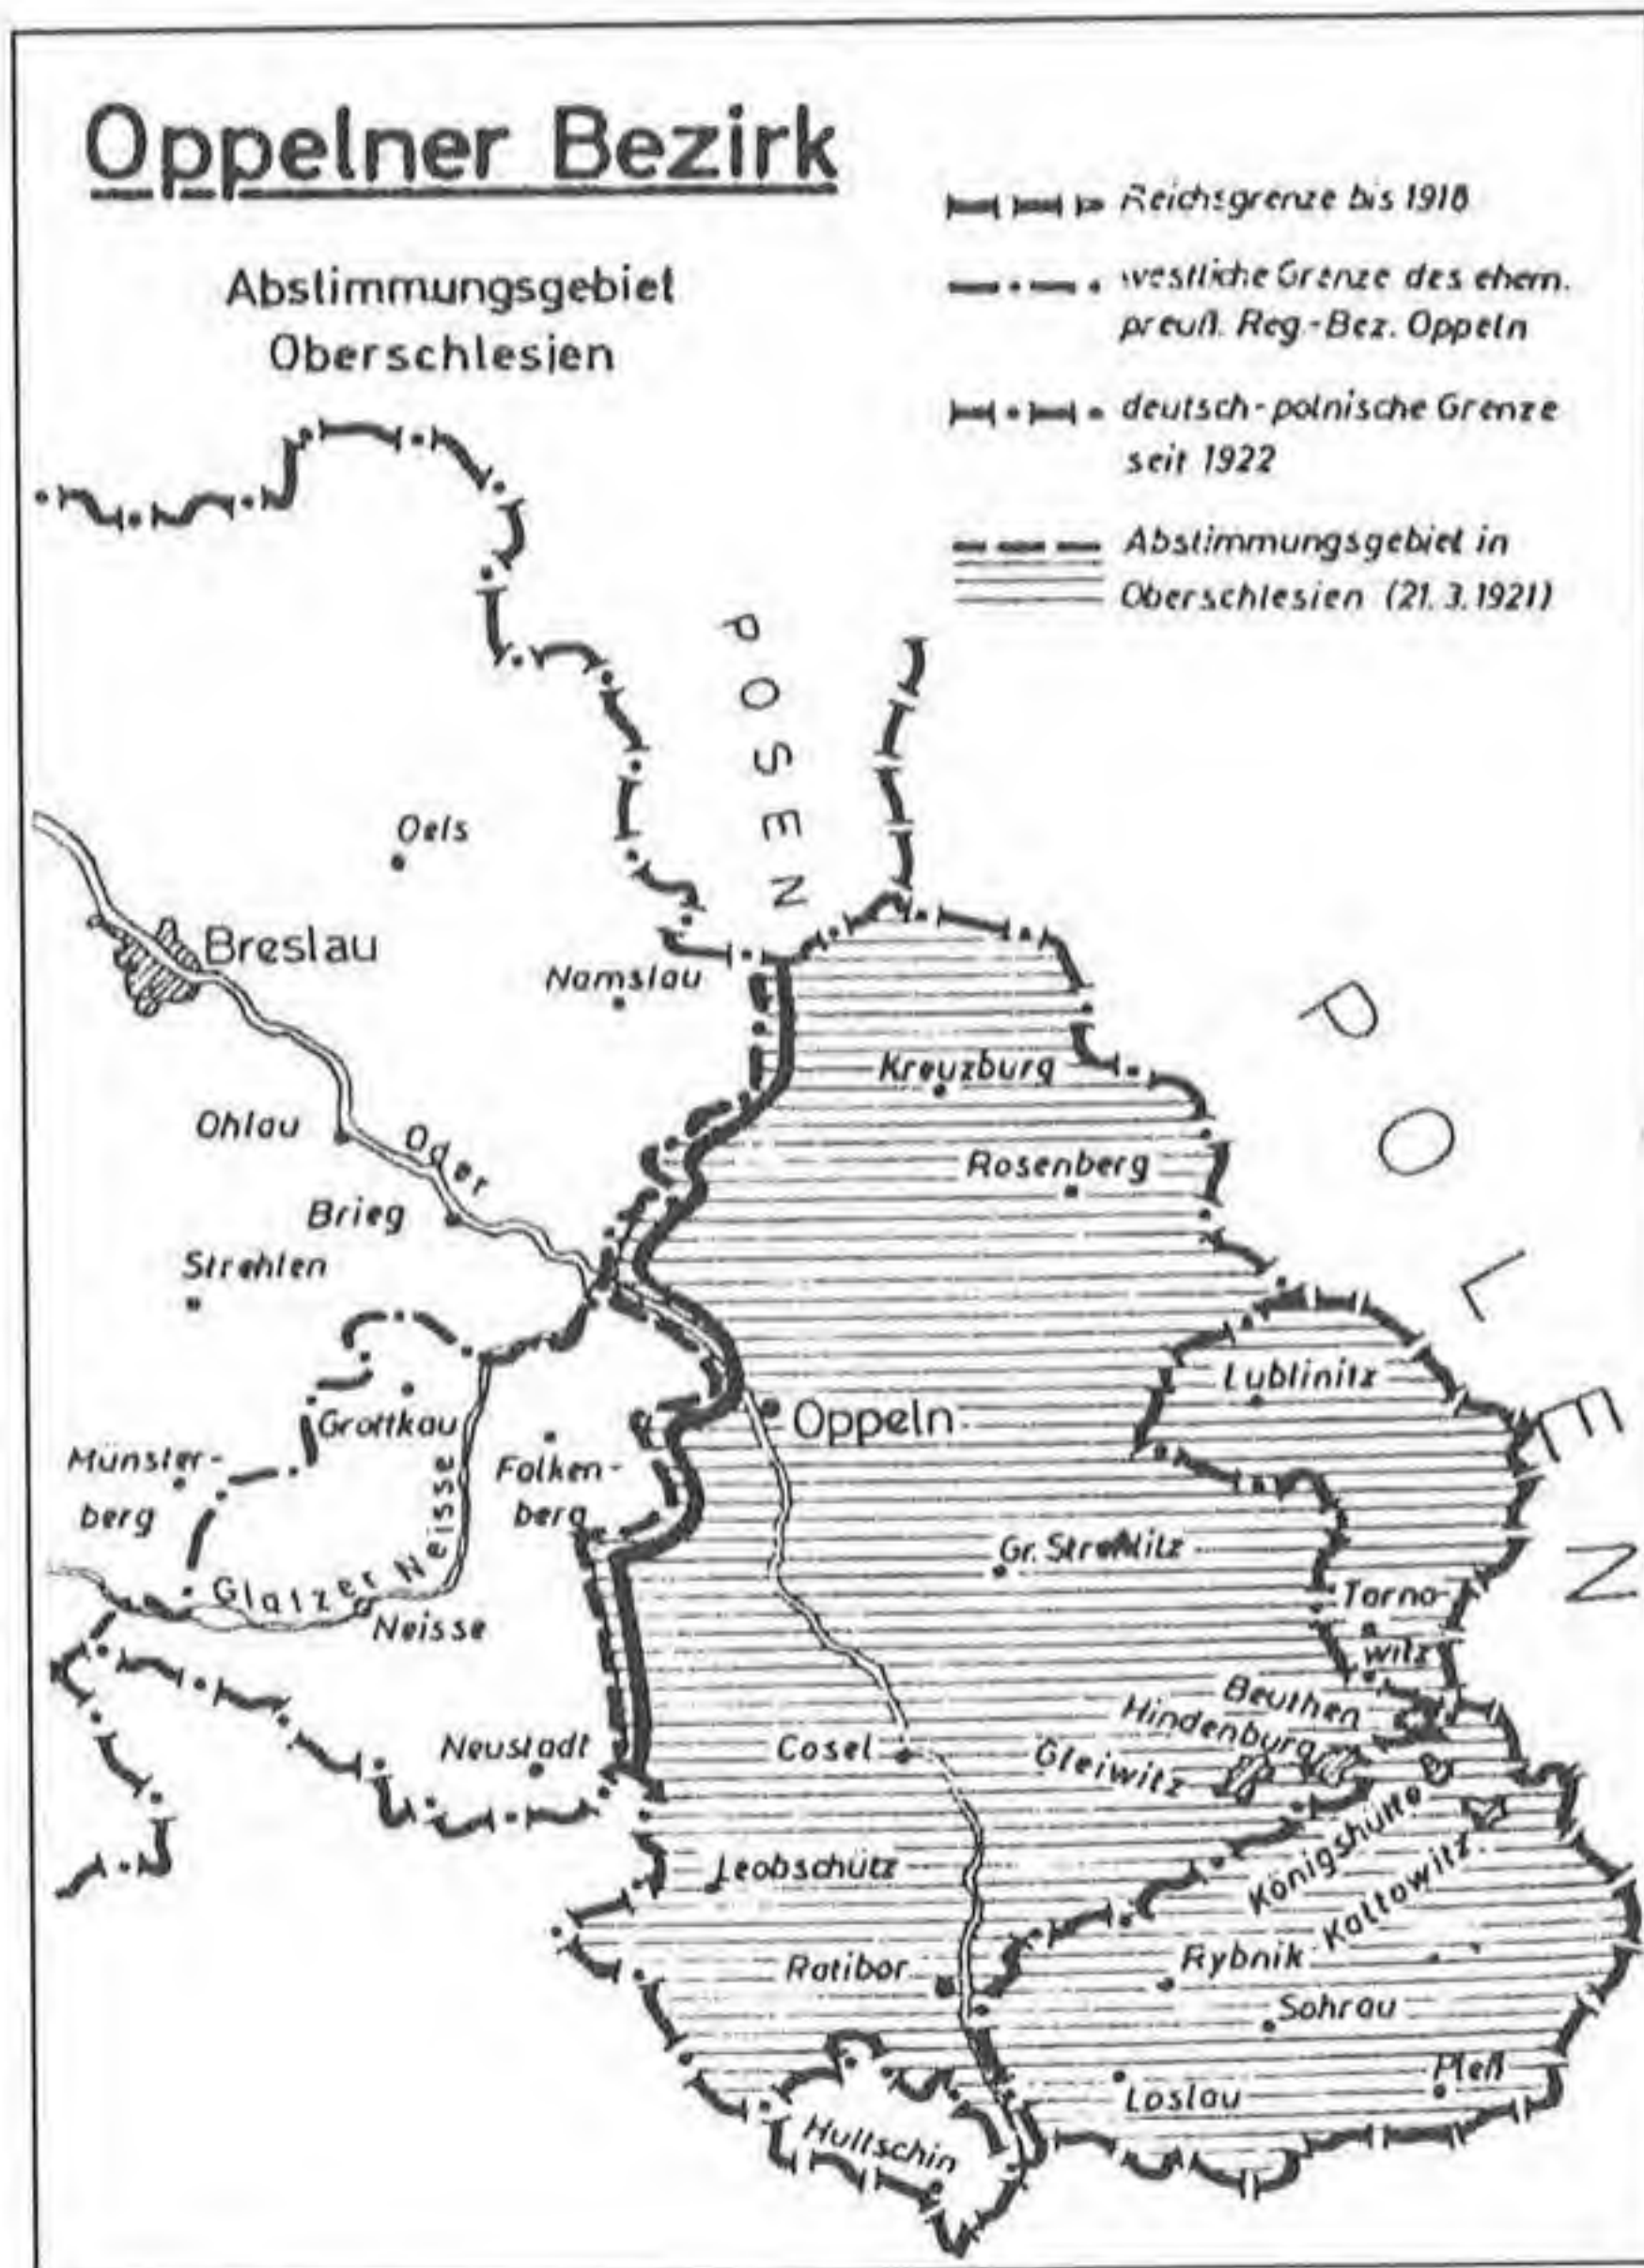 Oppelner Bezirk
Abstimmungsgebiet
Oberschlesien
Reichsgrenze bis 1918
westliche Grenze des ehem.
preuß. Reg.-Bez. Oppeln
deutsch-polnische Grenze
seit 1922
Abstimmungsgebiet in
Oberschlesien (21.3.1921)
POSEN
POLEN
Oels
Breslau
Namslau
Kreuzburg
Ohlau
Oder
Rosenberg
Brieg
Strehlen
Lublinitz
Grottkau
Oppeln
Münster-
berg
Falken-
berg
Glatzer Neisse
Neisse
Gr. Strehlitz
Tarno-
witz
Beuthen
Hindenburg
Gleiwitz
Neustadt
Cosel
Königshütte
Kattowitz
Leobschütz
Ratibor
Rybnik
Sohrau
Loslau
Pleß
Hultschin